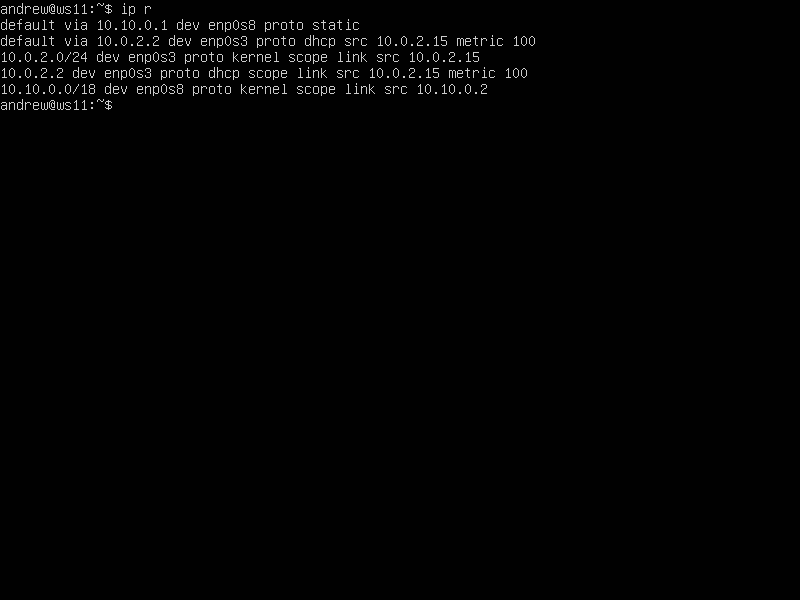 andrew@ws11:~$ ip r
default via 10.10.0.1 dev enp0s8 proto static
default via 10.0.2.2 dev enp0s3 proto dhcp src 10.0.2.15 metric 100
10.0.2.0/24 dev enp0s3 proto kernel scope link src 10.0.2.15
10.0.2.2 dev enp0s3 proto dhcp scope link src 10.0.2.15 metric 100
10.10.0.0/18 dev enp0s8 proto kernel scope link src 10.10.0.2
andrew@ws11:~$